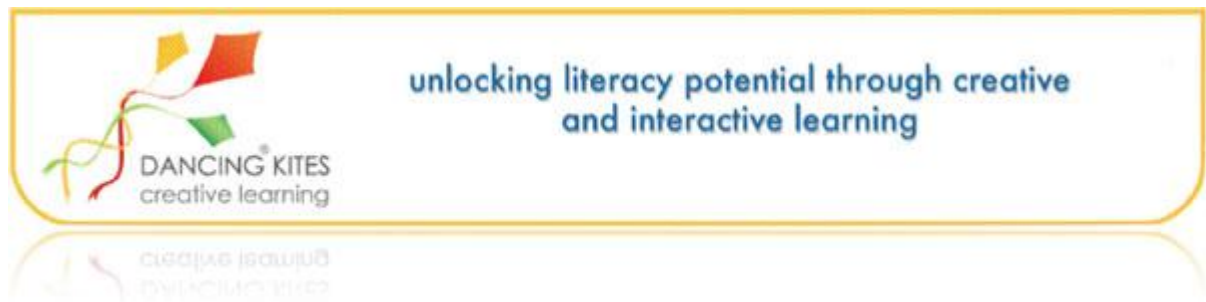 unlocking literacy potential through creative
and interactive learning
DANCING® KITES
creative learning